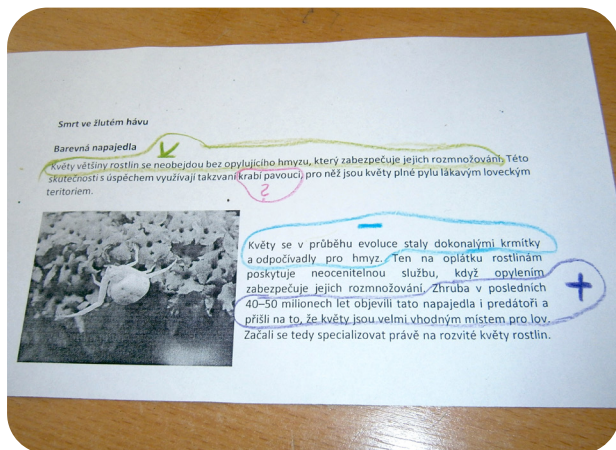 Smrt ve žlutém hávu
Barevná napajedla
Květy většiny rostlin se neobejdou bez opylujícího hmyzu, který zabezpečuje jejich rozmnožování. Této
skutečnosti s úspěchem využívají takzvaní krabí pavouci, pro něž jsou květy plné pylu lákavým loveckým
teritoriem.
?
Květy se v průběhu evoluce staly dokonalými krmítky
a odpočívadly pro hmyz. Ten na oplátku rostlinám
poskytuje neocenitelnou službu, když opylením
zabezpečuje jejich rozmnožování. Zhruba v posledních
40–50 milionech let objevili tato napajedla i predátoři a
přišli na to, že květy jsou velmi vhodným místem pro lov.
Začali se tedy specializovat právě na rozvité květy rostlin.